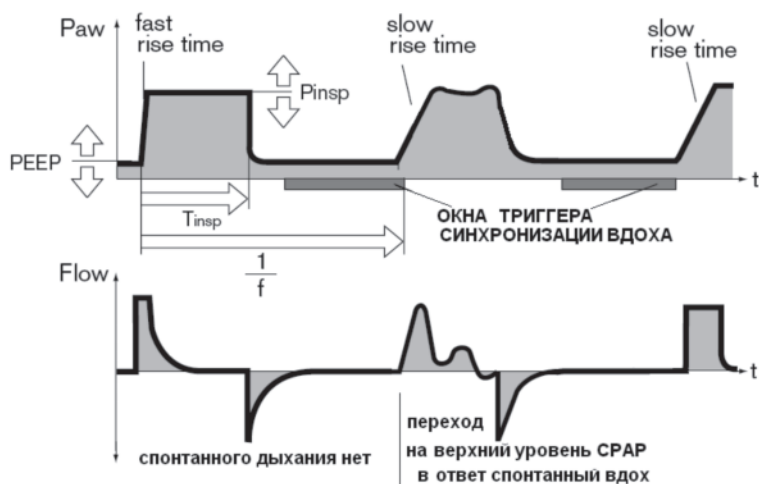 Paw
fast
rise time
slow
rise time
slow
rise time
Pinsp
PEEP
t
Tinsp
ОКНА ТРИГГЕРА
СИНХРОНИЗАЦИИ ВДОХА
1
f
Flow
t
спонтанного дыхания нет
переход
на верхний уровень CPAP
в ответ спонтанный вдох